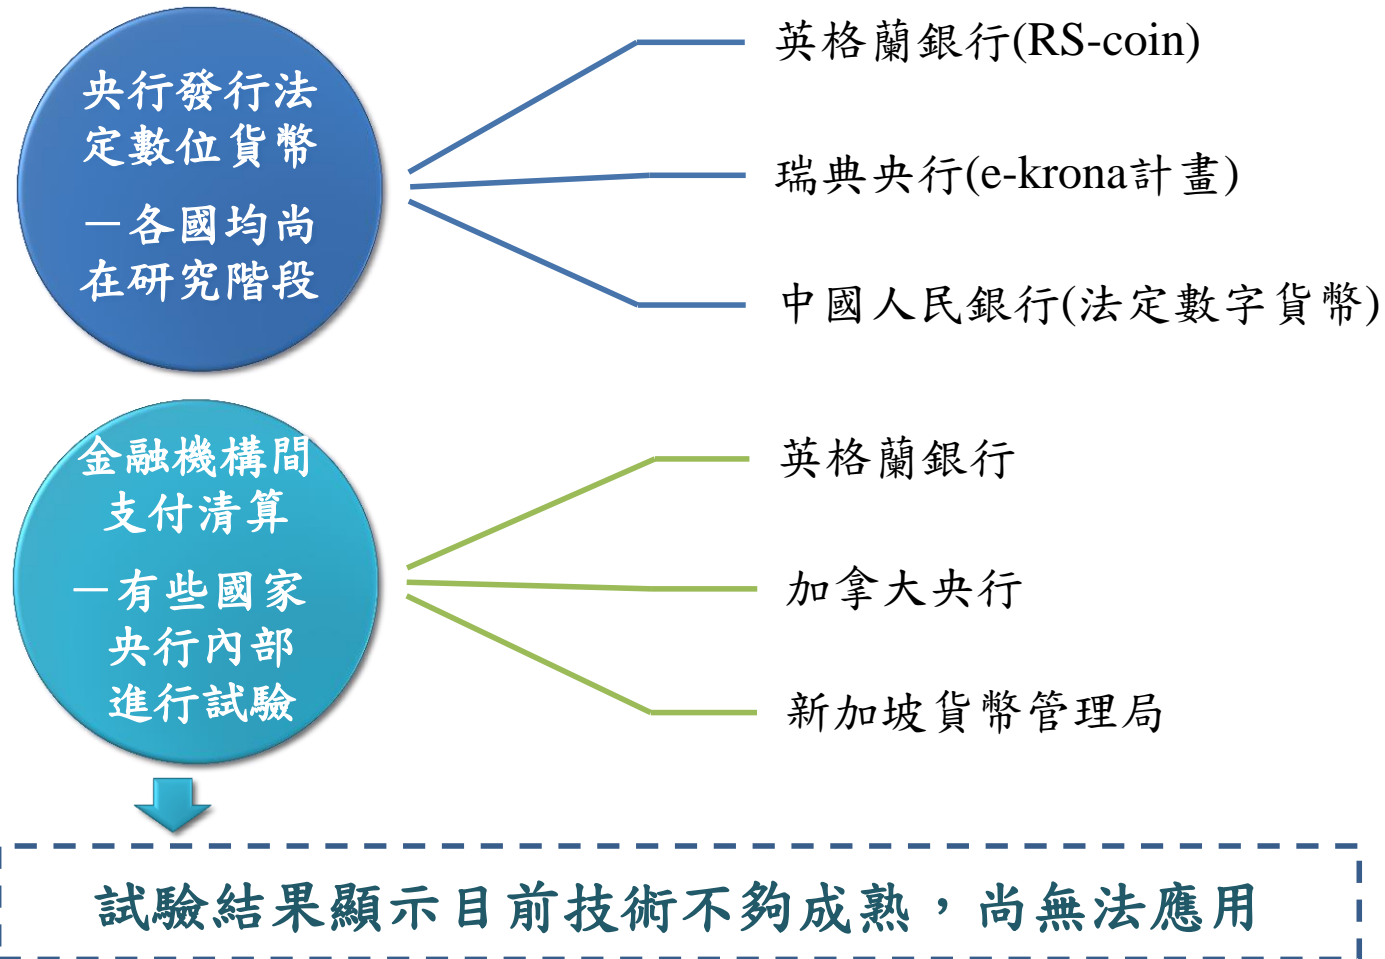 央行發行法
定數位貨幣
－各國均尚
在研究階段
英格蘭銀行(RS-coin)
瑞典央行(e-krona計畫)
中國人民銀行(法定數字貨幣)
金融機構間
支付清算
－有些國家
央行內部
進行試驗
英格蘭銀行
加拿大央行
新加坡貨幣管理局
試驗結果顯示目前技術不夠成熟，尚無法應用